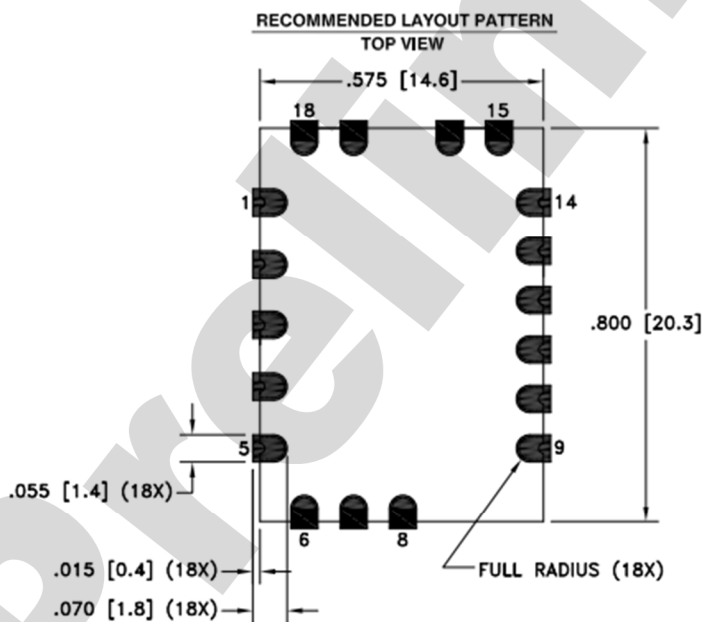 RECOMMENDED LAYOUT PATTERN
TOP VIEW
.575 [14.6]
18
15
1
14
.800 [20.3]
5
9
.055 [1.4] (18X)
6
8
.015 [0.4] (18X)
FULL RADIUS (18X)
.070 [1.8] (18X)
Prelim